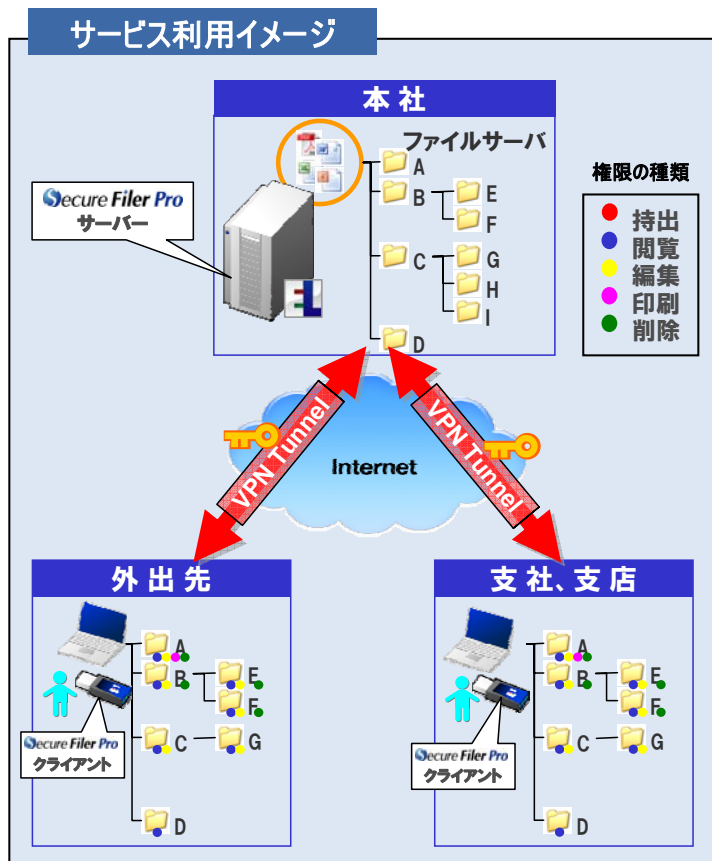 サービス利用イメージ
本社
ファイルサーバ
A
B
E
F
C
G
H
I
D
Secure Filer Pro
サーバー
権限の種類
持出
閲覧
編集
印刷
削除
VPN Tunnel
VPN Tunnel
Internet
外出先
A
B
E
F
C
G
D
Secure Filer Pro
クライアント
支社、支店
A
B
E
F
C
G
D
Secure Filer Pro
クライアント